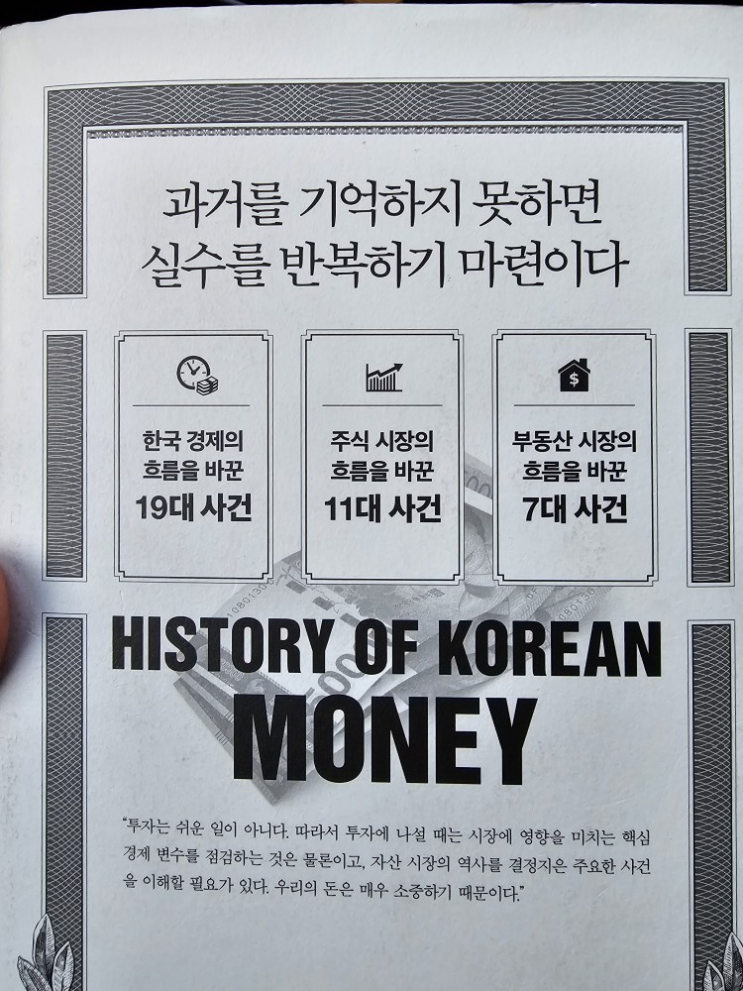 과거를 기억하지 못하면
실수를 반복하기 마련이다
한국 경제의
흐름을 바꾼
19대 사건
주식 시장의
흐름을 바꾼
11대 사건
부동산 시장의
흐름을 바꾼
7대 사건
HISTORY OF KOREAN
MONEY
“투자는 쉬운 일이 아니다. 따라서 투자에 나설 때는 시장에 영향을 미치는 핵심
경제 변수를 점검하는 것은 물론이고, 자산 시장의 역사를 결정지은 주요한 사건
을 이해할 필요가 있다. 우리의 돈은 매우 소중하기 때문이다.”